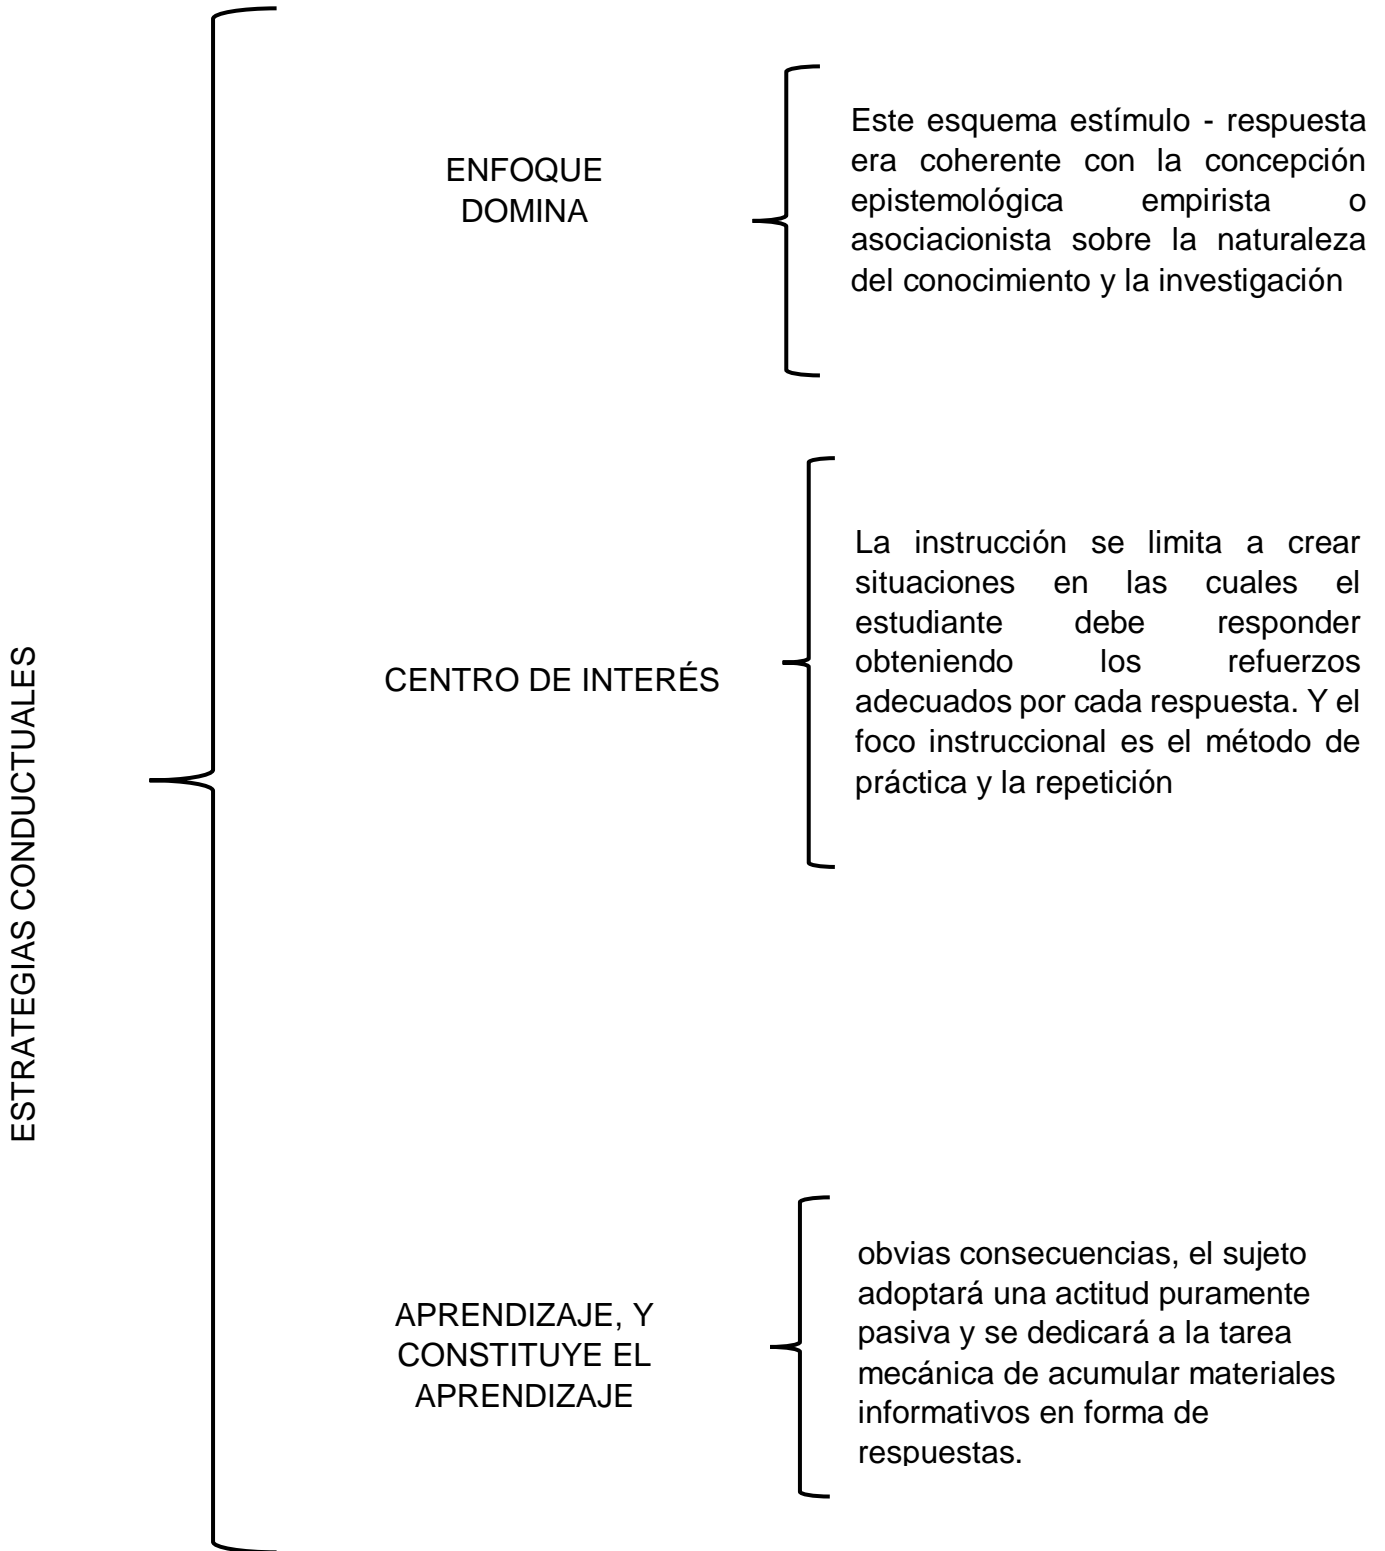 ESTRATEGIAS CONDUCTUALES
ENFOQUE
DOMINA
Este esquema estímulo - respuesta
era coherente con la concepción
epistemológica empirista o
asociacionista sobre la naturaleza
del conocimiento y la investigación
CENTRO DE INTERÉS
La instrucción se limita a crear
situaciones en las cuales el
estudiante debe responder
obteniendo los refuerzos
adecuados por cada respuesta. Y el
foco instruccional es el método de
práctica y la repetición
APRENDIZAJE, Y
CONSTITUYE EL
APRENDIZAJE
obvias consecuencias, el sujeto
adoptará una actitud puramente
pasiva y se dedicará a la tarea
mecánica de acumular materiales
informativos en forma de
respuestas.